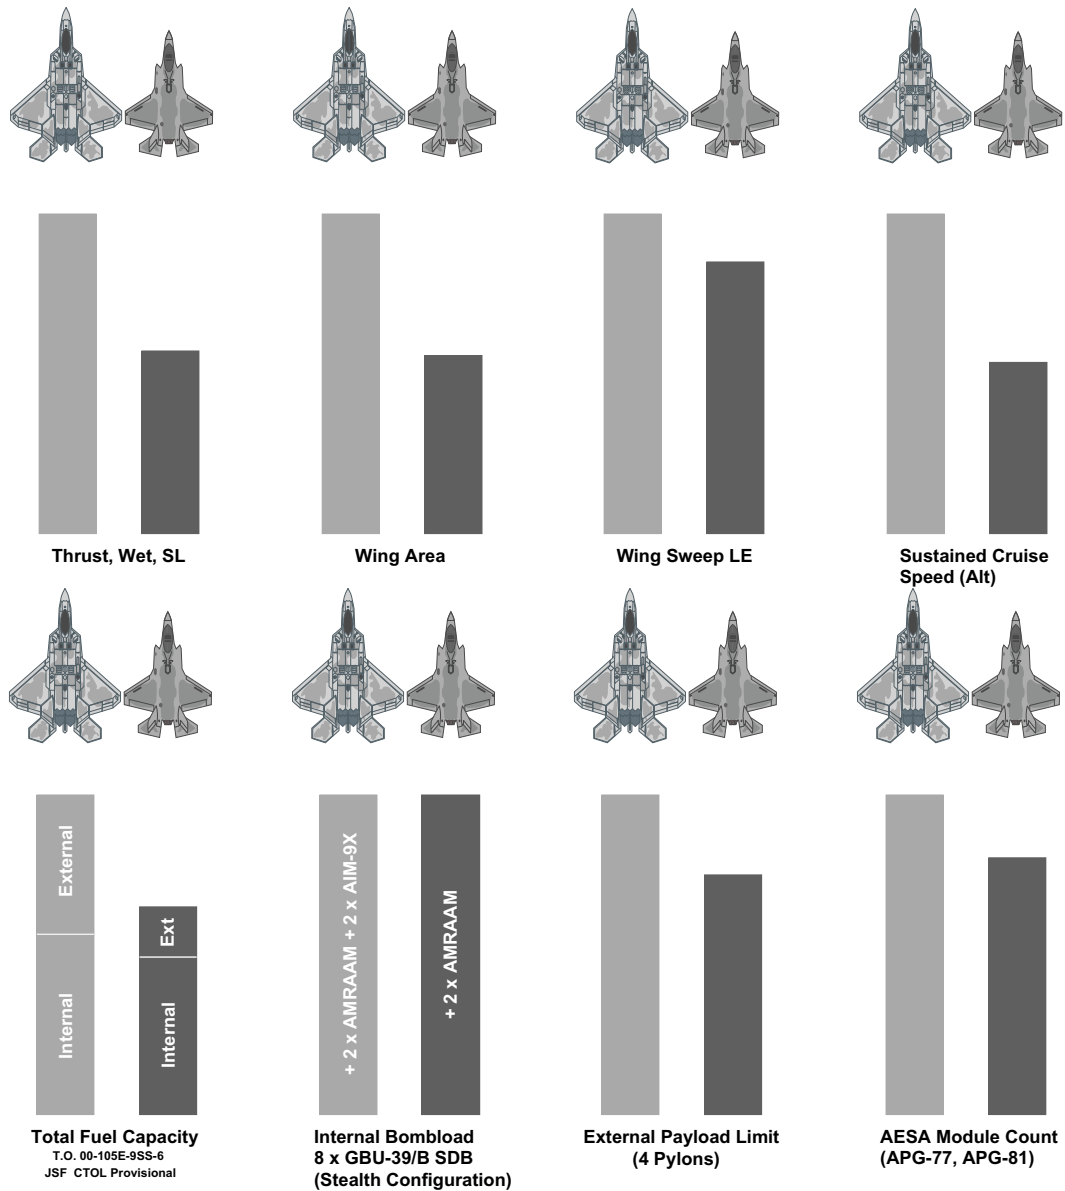 Thrust, Wet, SL
Wing Area
Wing Sweep LE
Sustained Cruise
Speed (Alt)
External
Internal
Ext
Internal
+ 2 x AMRAAM + 2 x AIM-9X
+ 2 x AMRAAM
Total Fuel Capacity
T.O. 00-105E-9SS-6
JSF CTOL Provisional
Internal Bombload
8 x GBU-39/B SDB
(Stealth Configuration)
External Payload Limit
(4 Pylons)
AESA Module Count
(APG-77, APG-81)